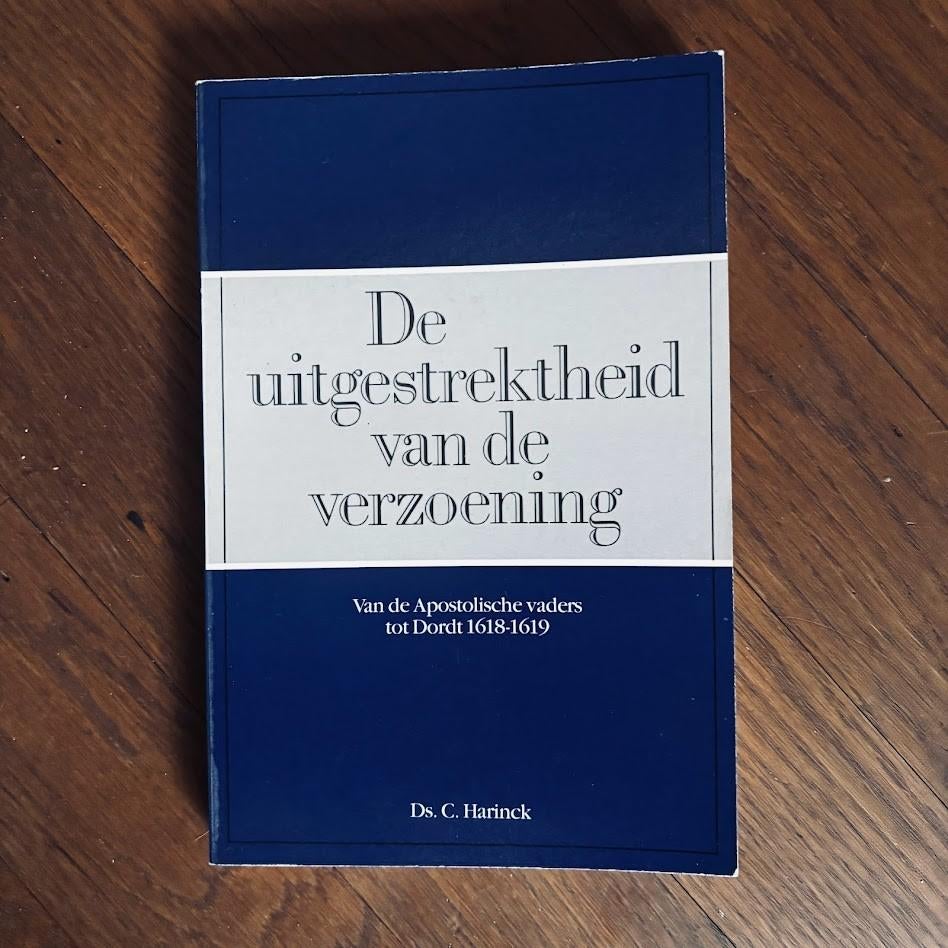 De
uitgestrektheid
van de
verzoening
Van de Apostolische vaders
tot Dordt 1618-1619
Ds. C. Harinck